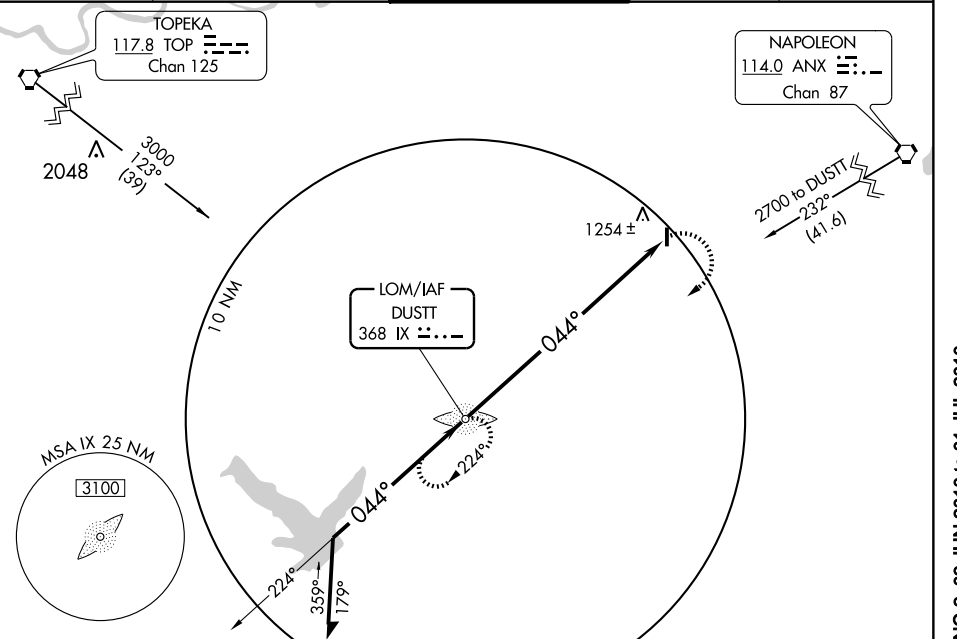 TOPEKA
117.8 TOP
Chan 125
NAPOLEON
114.0 ANX
Chan 87
2048
3000
123°
(39)
2700 to DUSTT
232°
(41.6)
1254 ±
10 NM
LOM/IAF
DUSTT
368 IX
044°
224°
044°
MSA IX 25 NM
3100
224°
359°
179°